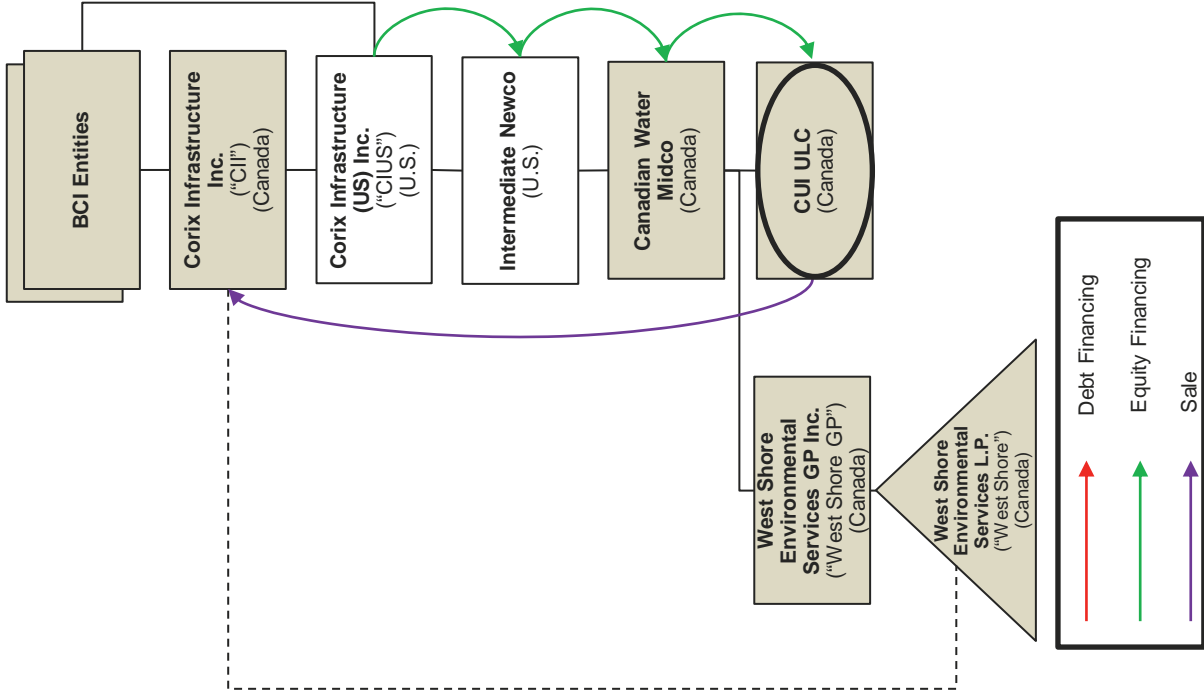 BCI Entities
Corix Infrastructure
Inc.
(“CII”)
(Canada)
Corix Infrastructure
(US) Inc.
(“CIUS”)
(U.S.)
Intermediate Newco
(U.S.)
Canadian Water
Midco
(Canada)
CUI ULC
(Canada)
West Shore
Environmental
Services GP Inc.
(“West Shore GP”)
(Canada)
West Shore
Environmental
Services L.P.
(“West Shore”)
(Canada)
Debt Financing
Equity Financing
Sale